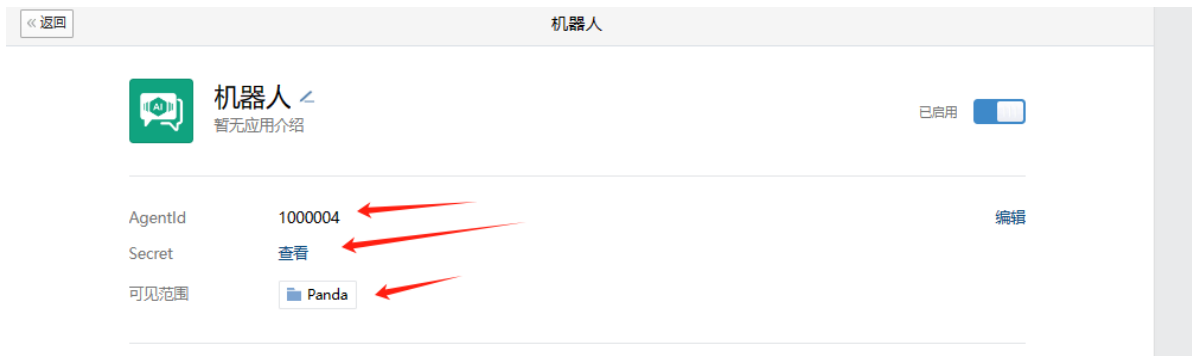 «返回
机器人
AI
机器人
暂无应用介绍
已启用
AgentId 1000004 编辑
Secret 查看
可见范围 Panda